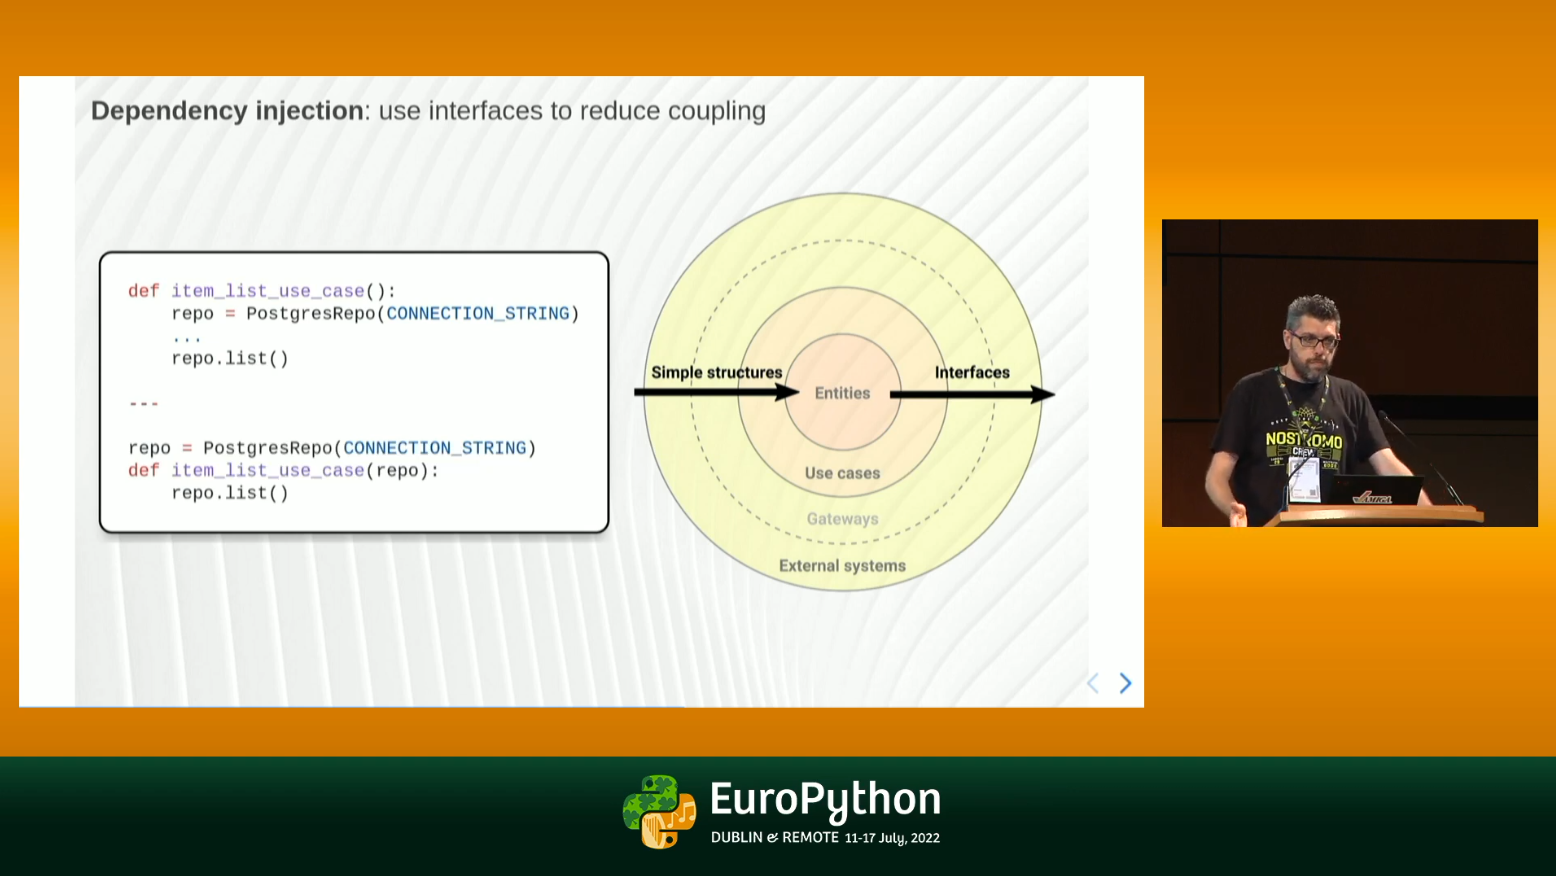 Dependency injection: use interfaces to reduce coupling
def item_list_use_case():
    repo = PostgresRepo(CONNECTION_STRING)
    ...
    repo.list()
---
repo = PostgresRepo(CONNECTION_STRING)
def item_list_use_case(repo):
    repo.list()
Simple structures
Interfaces
Entities
Use cases
Gateways
External systems
NOSTROMO
CREW
AMIGA
EuroPython
DUBLIN & REMOTE 11-17 July, 2022